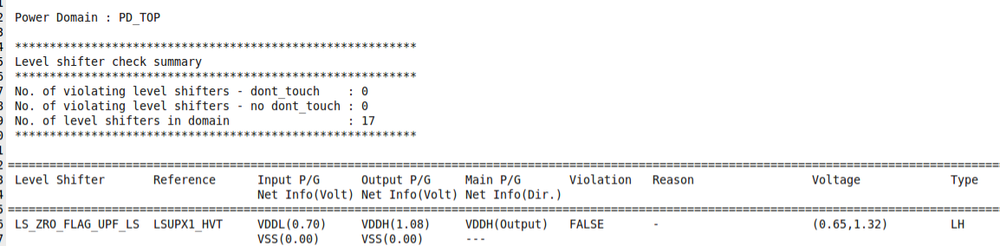 Power Domain : PD_TOP
**********************************************************
Level shifter check summary
**********************************************************
No. of violating level shifters - dont_touch    : 0
No. of violating level shifters - no dont_touch : 0
No. of level shifters in domain                 : 17
**********************************************************
Level Shifter       Reference      Input P/G      Output P/G     Main P/G       Violation   Reason                 Voltage             Type
                                   Net Info(Volt) Net Info(Volt) Net Info(Dir.)
LS_ZRO_FLAG_UPF_LS  LSUPX1_HVT     VDDL(0.70)     VDDH(1.08)     VDDH(Output)   FALSE       -                      (0.65,1.32)         LH
                                   VSS(0.00)      VSS(0.00)      ---